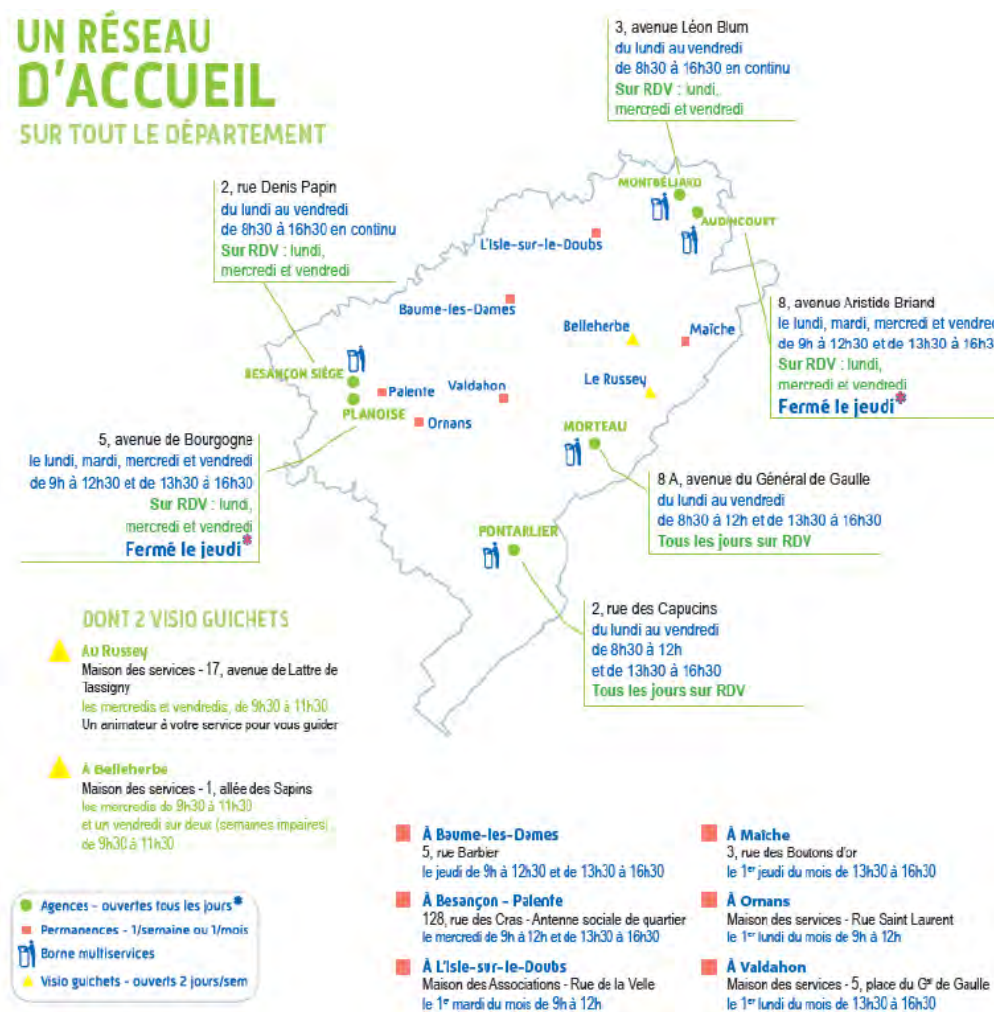 UN RÉSEAU
D'ACCUEIL
SUR TOUT LE DÉPARTEMENT
3, avenue Léon Blum
du lundi au vendredi
de 8h30 à 16h30 en continu
Sur RDV : lundi,
mercredi et vendredi
2, rue Denis Papin
du lundi au vendredi
de 8h30 à 16h30 en continu
Sur RDV : lundi,
mercredi et vendredi
MONTBÉLIARD
AUDINCOURT
L'Isle-sur-le-Doubs
Baume-les-Dames
Belleherbe
Maîche
8, avenue Aristide Briand
le lundi, mardi, mercredi et vendred
de 9h à 12h30 et de 13h30 à 16h3
Sur RDV : lundi,
mercredi et vendredi
Fermé le jeudi*
BESANÇON SIÈGE
Palente
Valdahon
Le Russey
PLANOISE
Ornans
MORTEAU
5, avenue de Bourgogne
le lundi, mardi, mercredi et vendredi
de 9h à 12h30 et de 13h30 à 16h30
Sur RDV : lundi,
mercredi et vendredi
Fermé le jeudi*
8 A, avenue du Général de Gaulle
du lundi au vendredi
de 8h30 à 12h et de 13h30 à 16h30
Tous les jours sur RDV
PONTARLIER
2, rue des Capucins
du lundi au vendredi
de 8h30 à 12h
et de 13h30 à 16h30
Tous les jours sur RDV
DONT 2 VISIO GUICHETS
Au Russey
Maison des services - 17, avenue de Lattre de
Tassigny
les mercredis et vendredis, de 9h30 à 11h30
Un animateur à votre service pour vous guider
À Belleherbe
Maison des services - 1, allée des Sapins
les mercredis de 9h30 à 11h30
et un vendredi sur deux (semaines impaires),
de 9h30 à 11h30
Agences - ouvertes tous les jours*
Permanences - 1/semaine ou 1/mois
Borne multiservices
Visio guichets - ouverts 2 jours/sem
À Baume-les-Dames
5, rue Barbier
le jeudi de 9h à 12h30 et de 13h30 à 16h30
À Besançon - Palente
128, rue des Cras - Antenne sociale de quartier
le mercredi de 9h à 12h et de 13h30 à 16h30
À L'Isle-sur-le-Doubs
Maison des Associations - Rue de la Velle
le 1er mardi du mois de 9h à 12h
À Maîche
3, rue des Boutons d'or
le 1er jeudi du mois de 13h30 à 16h30
À Ornans
Maison des services - Rue Saint Laurent
le 1er lundi du mois de 9h à 12h
À Valdahon
Maison des services - 5, place du Gal de Gaulle
le 1er lundi du mois de 13h30 à 16h30